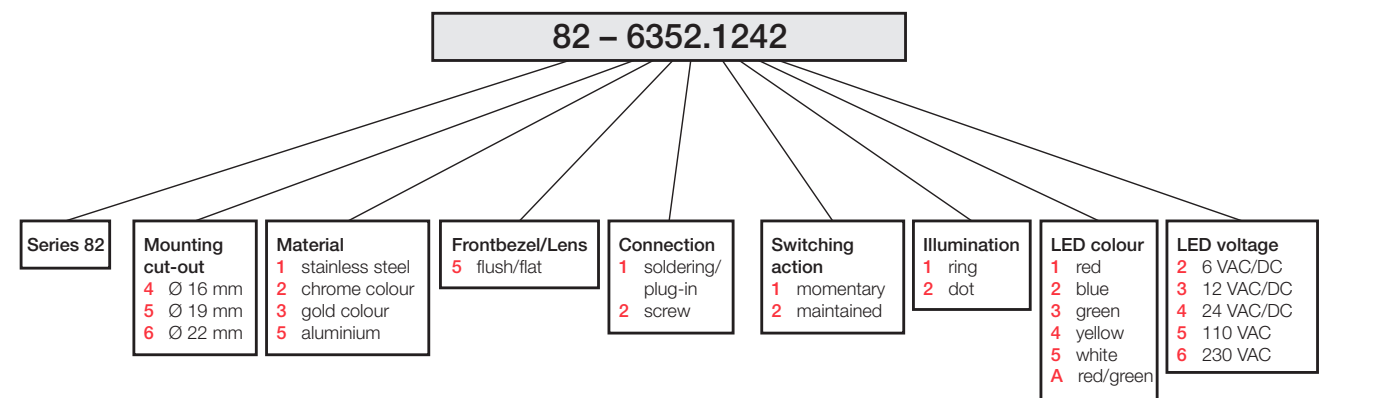 82 – 6352.1242
Series 82
Mounting
cut-out
4 Ø 16 mm
5 Ø 19 mm
6 Ø 22 mm
Material
1 stainless steel
2 chrome colour
3 gold colour
5 aluminium
Frontbezel/Lens
5 flush/flat
Connection
1 soldering/
plug-in
2 screw
Switching
action
1 momentary
2 maintained
Illumination
1 ring
2 dot
LED colour
1 red
2 blue
3 green
4 yellow
5 white
A red/green
LED voltage
2 6 VAC/DC
3 12 VAC/DC
4 24 VAC/DC
5 110 VAC
6 230 VAC